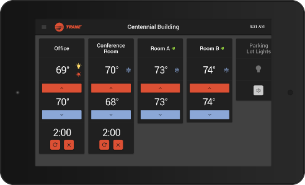 TRANE
Centennial Building
Office
69°
70°
2:00
Conference
Room
70°
68°
2:00
Room A
73°
73°
Room B
74°
74°
Parking
Lot Lights